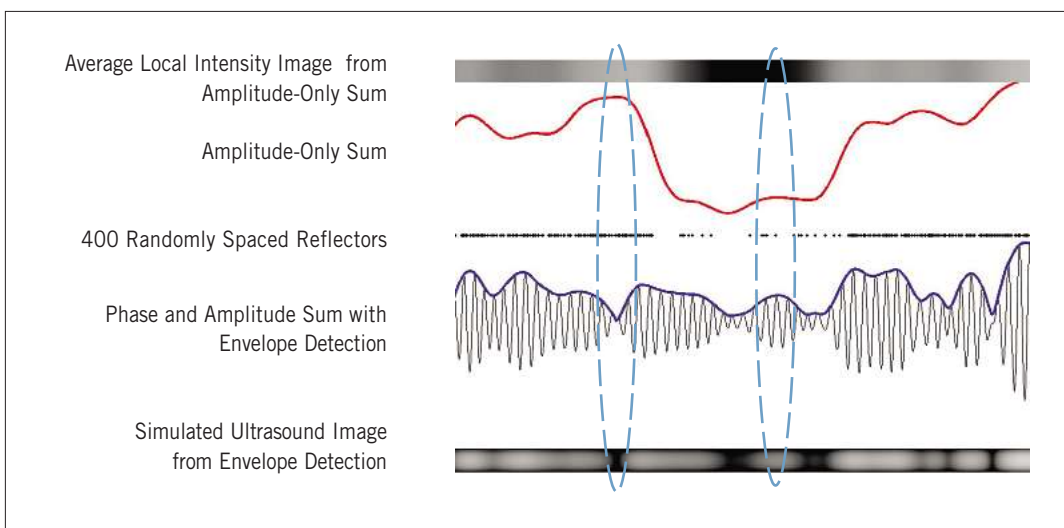 Average Local Intensity Image from
Amplitude-Only Sum
Amplitude-Only Sum
400 Randomly Spaced Reflectors
Phase and Amplitude Sum with
Envelope Detection
Simulated Ultrasound Image
from Envelope Detection